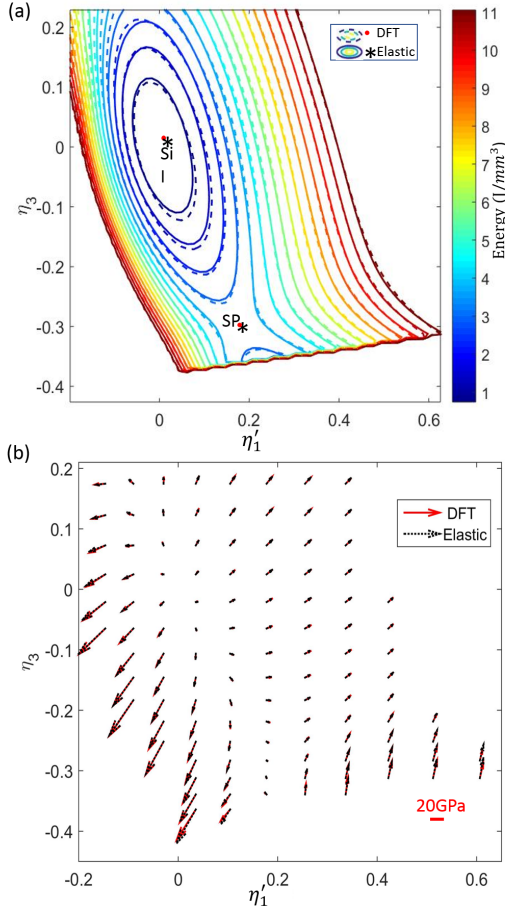 (a)
DFT
Elastic
0.2
0.1
0
-0.1
-0.2
-0.3
-0.4
η₃
Si
I
SP
0
0.2
0.4
0.6
η₁′
11
10
9
8
7
6
5
4
3
2
1
Energy (J/mm³)
(b)
DFT
Elastic
0.2
0.1
0
-0.1
-0.2
-0.3
-0.4
η₃
20GPa
-0.2
0
0.2
0.4
0.6
η₁′